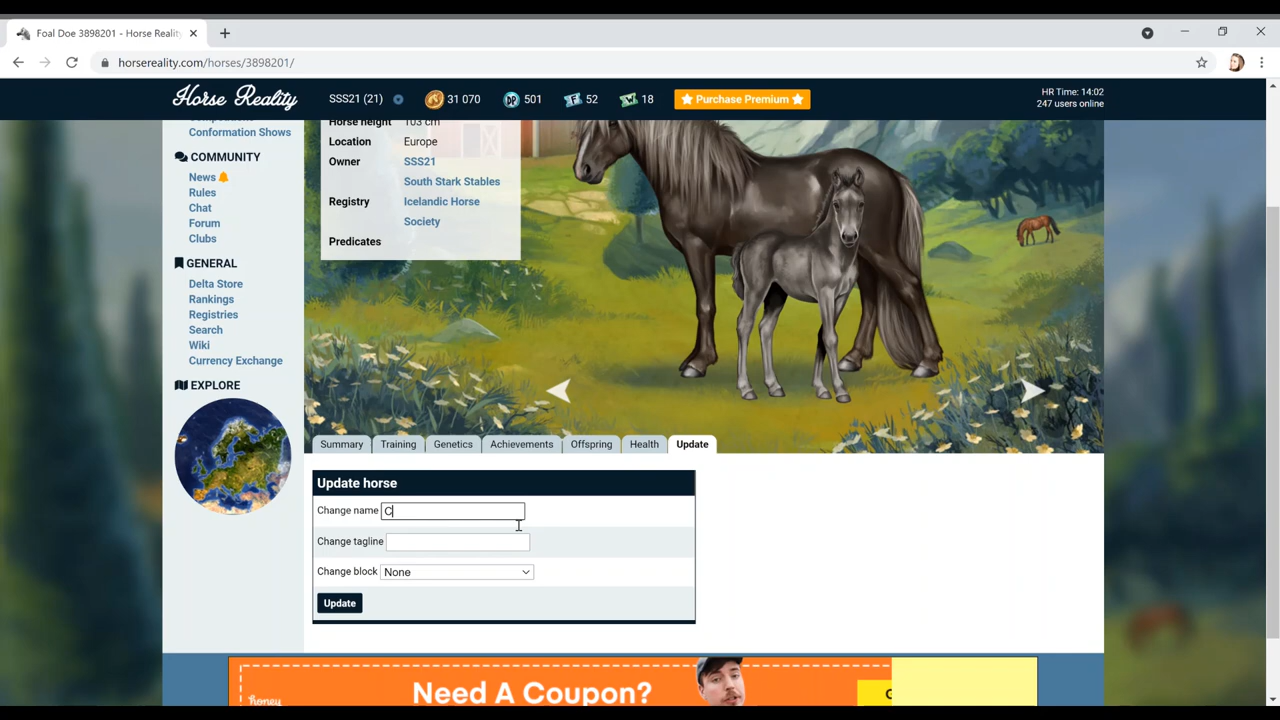 Foal Doe 3898201 - Horse Realit
horsereality.com/horses/3898201/
Horse Reality
SSS21 (21)
31 070
DP 501
52
18
Purchase Premium
HR Time: 14:02
247 users online
Conformation Shows
COMMUNITY
News
Rules
Chat
Forum
Clubs
GENERAL
Delta Store
Rankings
Registries
Search
Wiki
Currency Exchange
EXPLORE
Horse height 103 cm
Location Europe
Owner SSS21
South Stark Stables
Registry Icelandic Horse
Society
Predicates
Summary Training Genetics Achievements Offspring Health Update
Update horse
Change name C
Change tagline
Change block None
Update
honey
Need A Coupon?
G